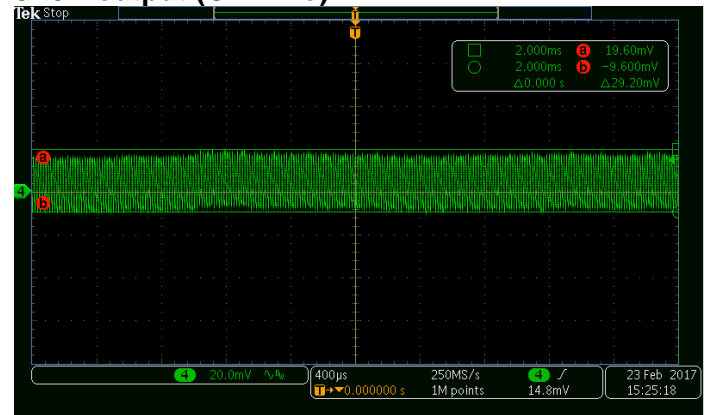 Tek Stop
T
T
2.000ms a 19.60mV
2.000ms b −9.600mV
Δ0.000 s Δ29.20mV
a
4
b
4 20.0mV
400µs 250MS/s 4
T→▼0.000000 s 1M points 14.8mV
23 Feb 2017
15:25:18